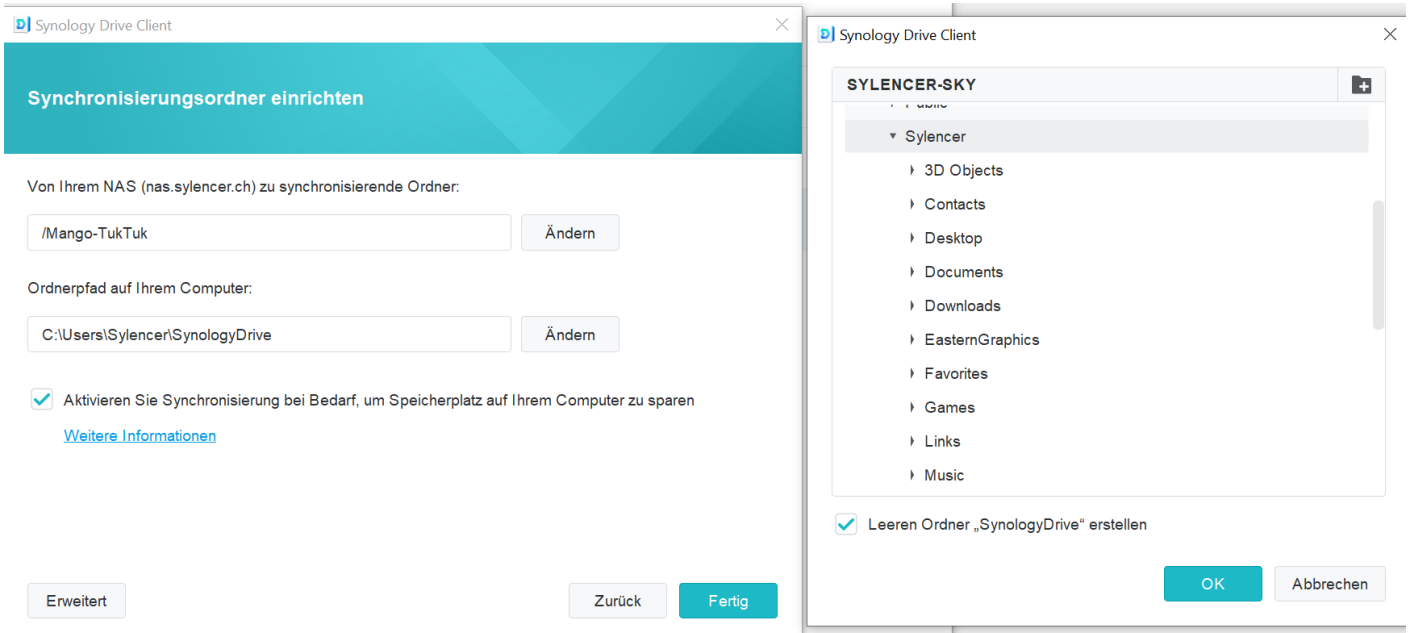 Synology Drive Client
Synchronisierungsordner einrichten
Von Ihrem NAS (nas.sylencer.ch) zu synchronisierende Ordner:
/Mango-TukTuk
Ändern
Ordnerpfad auf Ihrem Computer:
C:\Users\Sylencer\SynologyDrive
Ändern
Aktivieren Sie Synchronisierung bei Bedarf, um Speicherplatz auf Ihrem Computer zu sparen
Weitere Informationen
Erweitert
Zurück
Fertig
Synology Drive Client
SYLENCER-SKY
Public
Sylencer
3D Objects
Contacts
Desktop
Documents
Downloads
EasternGraphics
Favorites
Games
Links
Music
Leeren Ordner „SynologyDrive“ erstellen
OK
Abbrechen